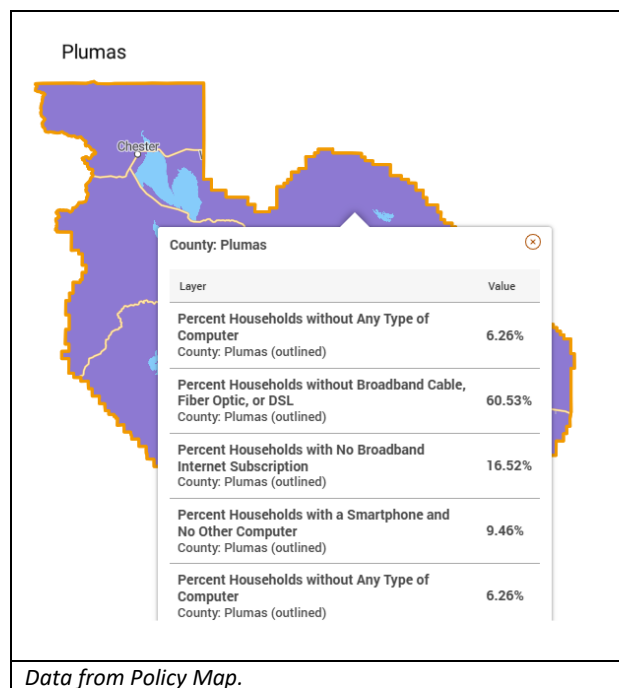 Plumas
Chester
County: Plumas
Layer Value
Percent Households without Any Type of
Computer
County: Plumas (outlined)
6.26%
Percent Households without Broadband Cable,
Fiber Optic, or DSL
County: Plumas (outlined)
60.53%
Percent Households with No Broadband
Internet Subscription
County: Plumas (outlined)
16.52%
Percent Households with a Smartphone and
No Other Computer
County: Plumas (outlined)
9.46%
Percent Households without Any Type of
Computer
County: Plumas (outlined)
6.26%
Data from Policy Map.